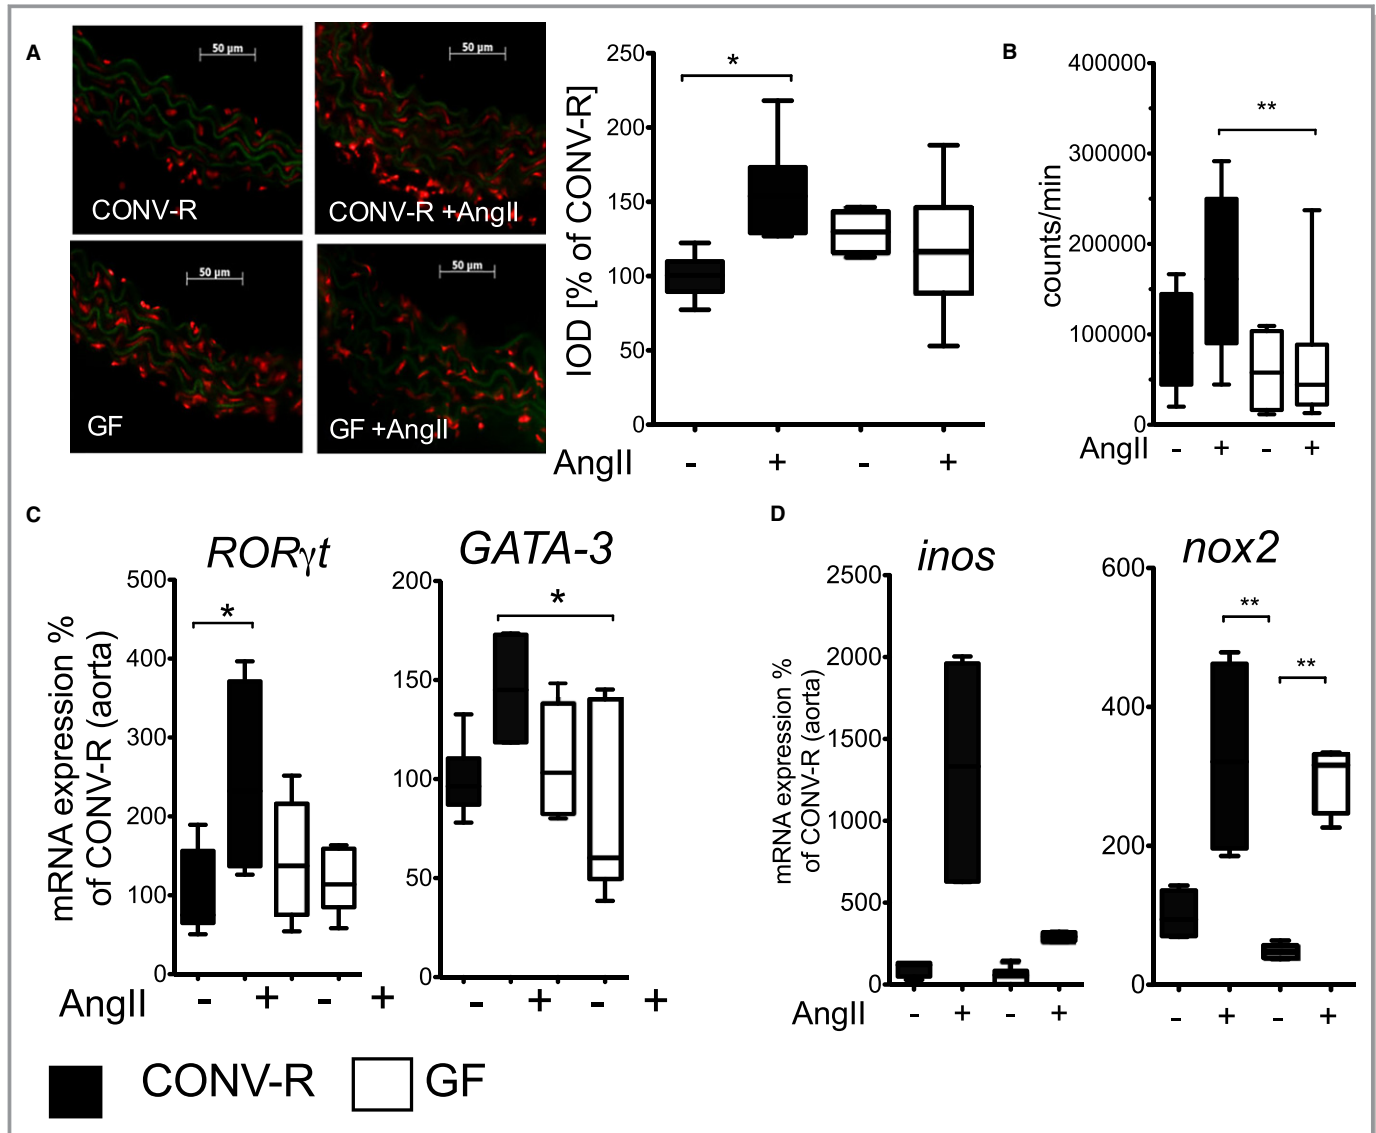 A
50 µm
CONV-R
50 µm
CONV-R +AngII
50 µm
GF
50 µm
GF +AngII
IOD [% of CONV-R]
250
200
150
100
50
0
*
AngII - + - +
B
counts/min
400000
300000
200000
100000
0
**
AngII - + - +
C
RORγt
mRNA expression %
of CONV-R (aorta)
500
400
300
200
100
0
*
AngII - + - +
GATA-3
200
150
100
50
0
*
- + - +
D
inos
mRNA expression %
of CONV-R (aorta)
2500
2000
1500
1000
500
0
AngII - + - +
nox2
600
400
200
0
**
**
- + - +
CONV-R GF